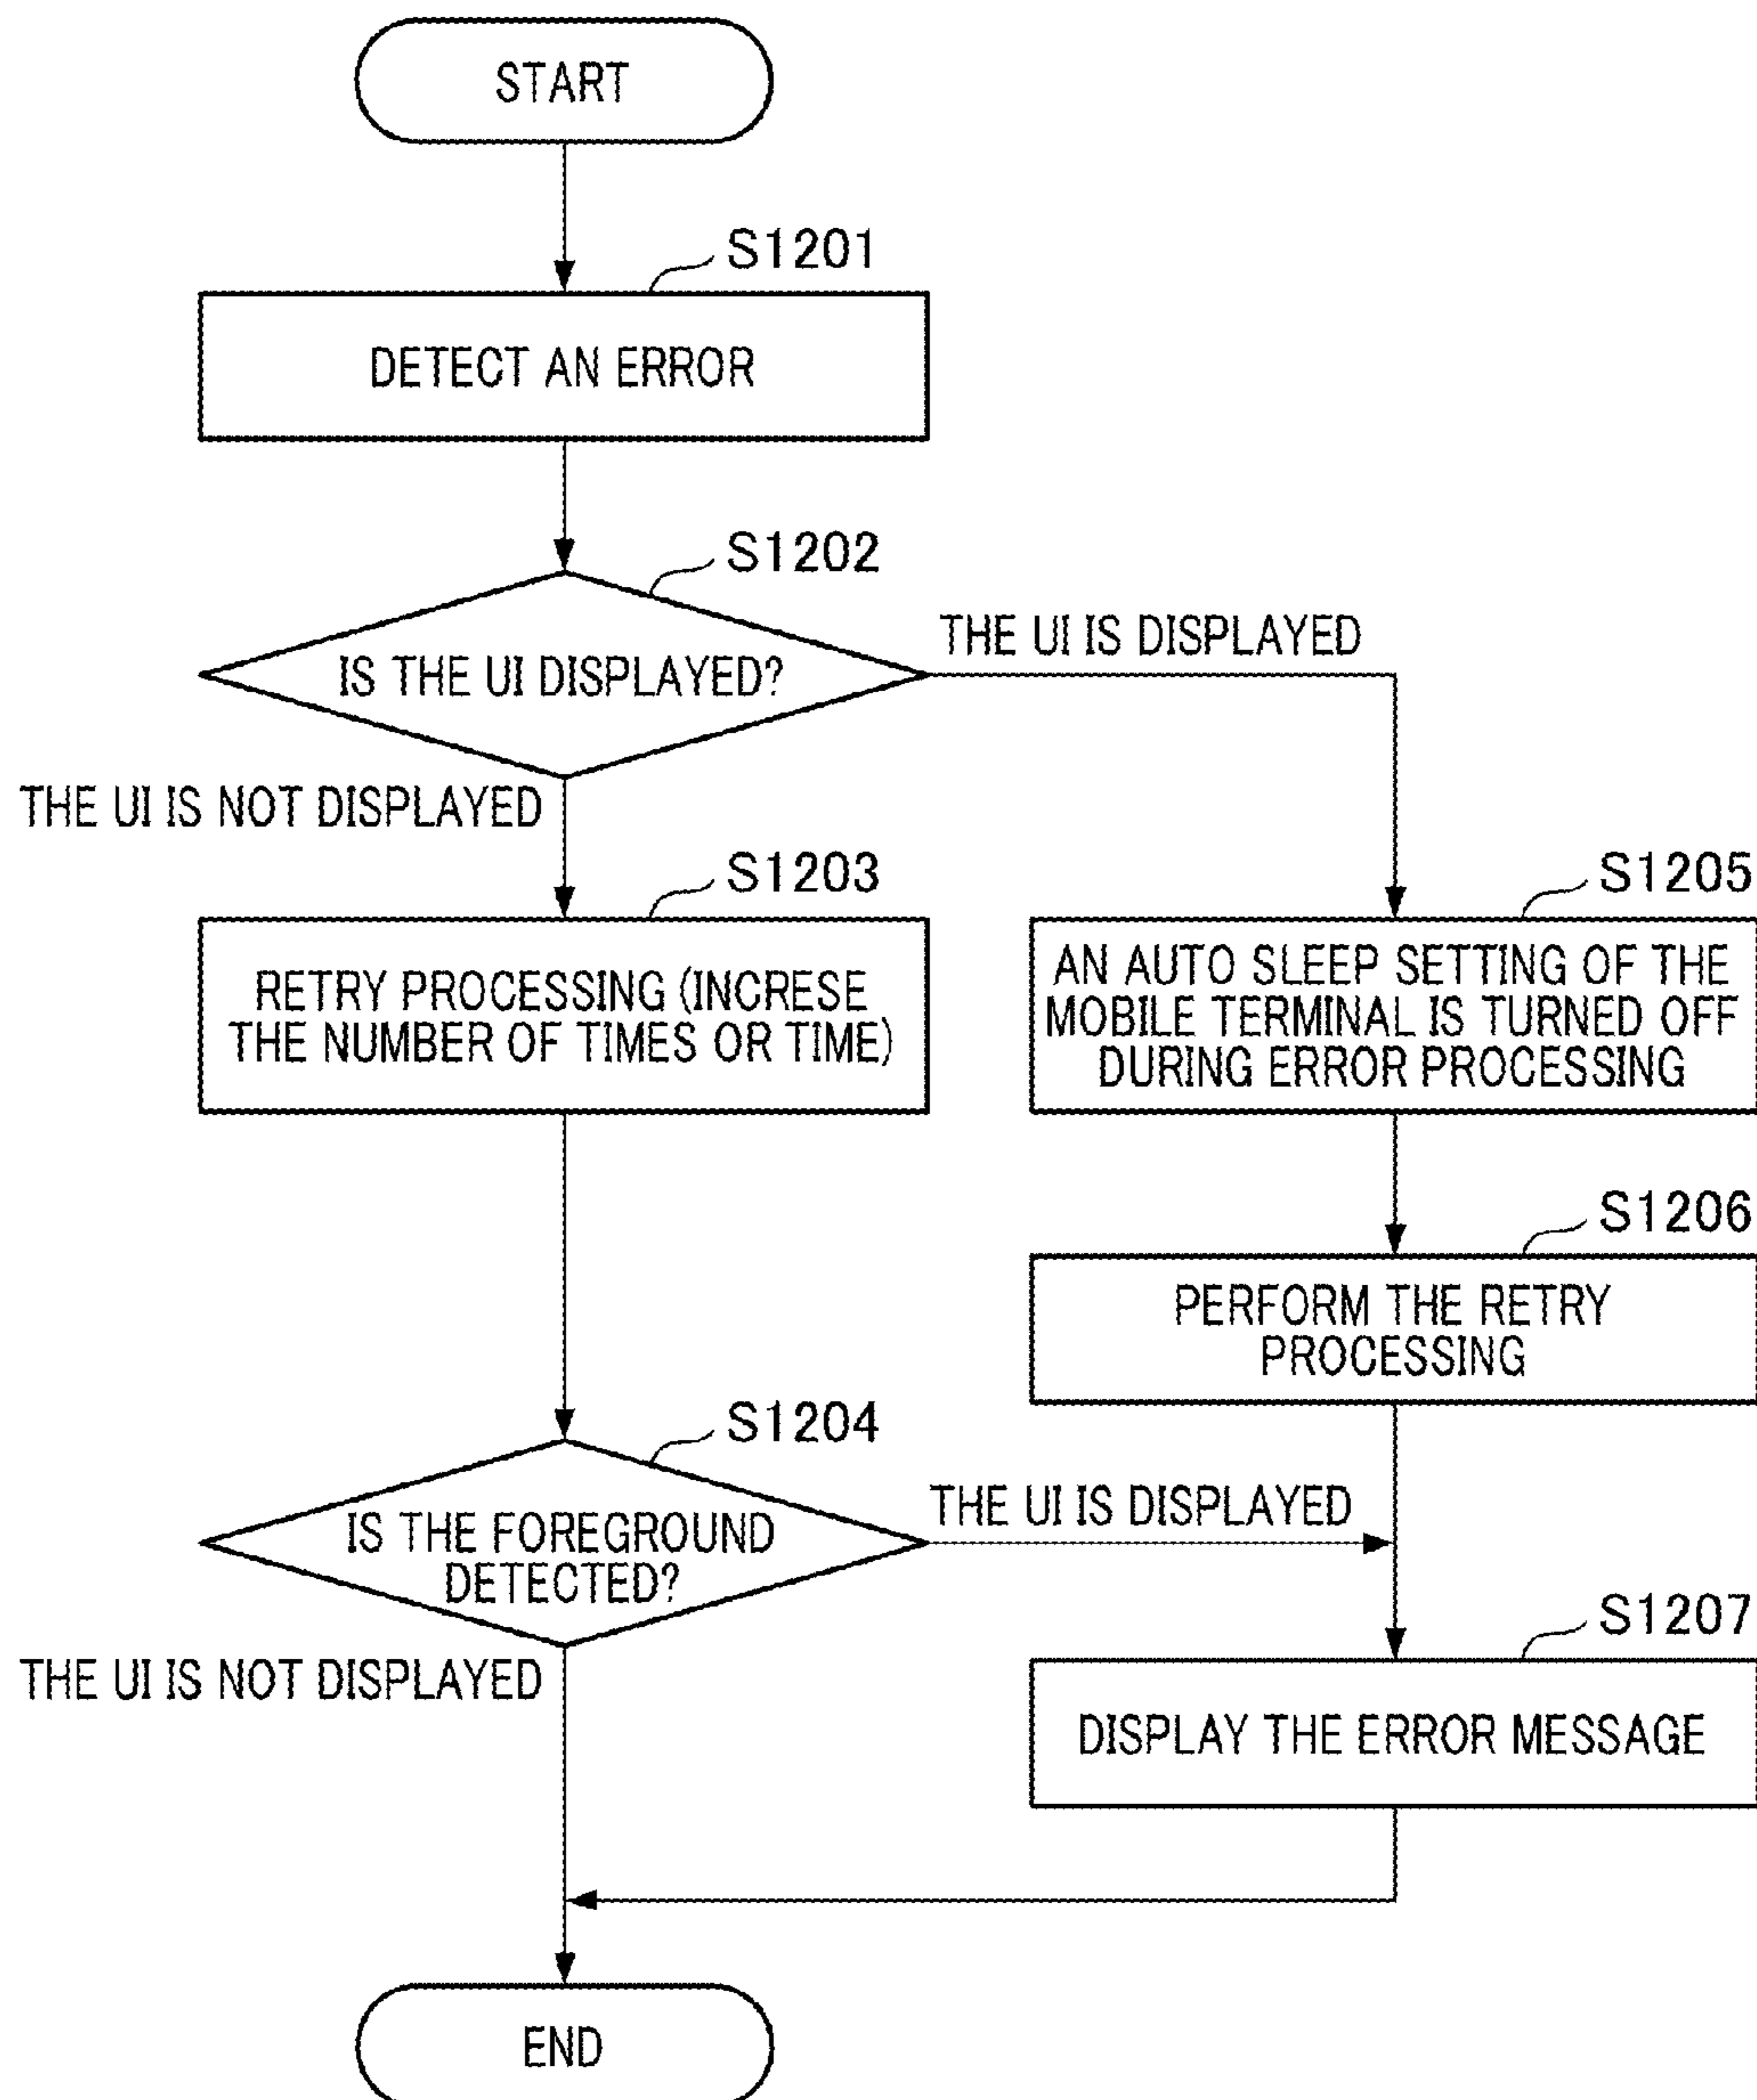 START
S1201
DETECT AN ERROR
S1202
IS THE UI DISPLAYED?
THE UI IS DISPLAYED
THE UI IS NOT DISPLAYED
S1203
RETRY PROCESSING (INCRESE
THE NUMBER OF TIMES OR TIME)
S1205
AN AUTO SLEEP SETTING OF THE
MOBILE TERMINAL IS TURNED OFF
DURING ERROR PROCESSING
S1206
PERFORM THE RETRY
PROCESSING
S1204
IS THE FOREGROUND
DETECTED?
THE UI IS DISPLAYED
THE UI IS NOT DISPLAYED
S1207
DISPLAY THE ERROR MESSAGE
END